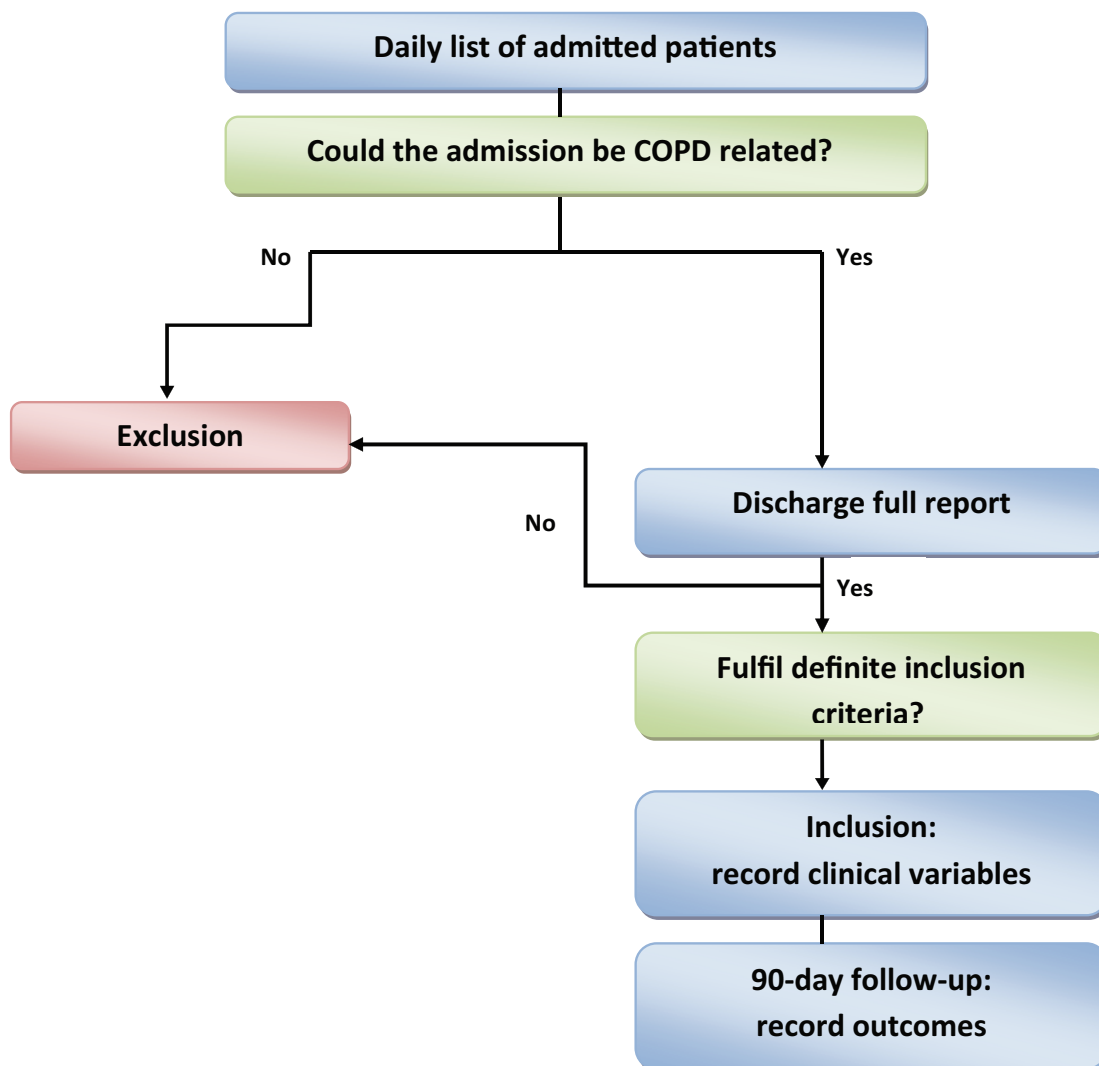 Daily list of admitted patients
Could the admission be COPD related?
No
Yes
Exclusion
Discharge full report
No
Yes
Fulfil definite inclusion
criteria?
Inclusion:
record clinical variables
90-day follow-up:
record outcomes